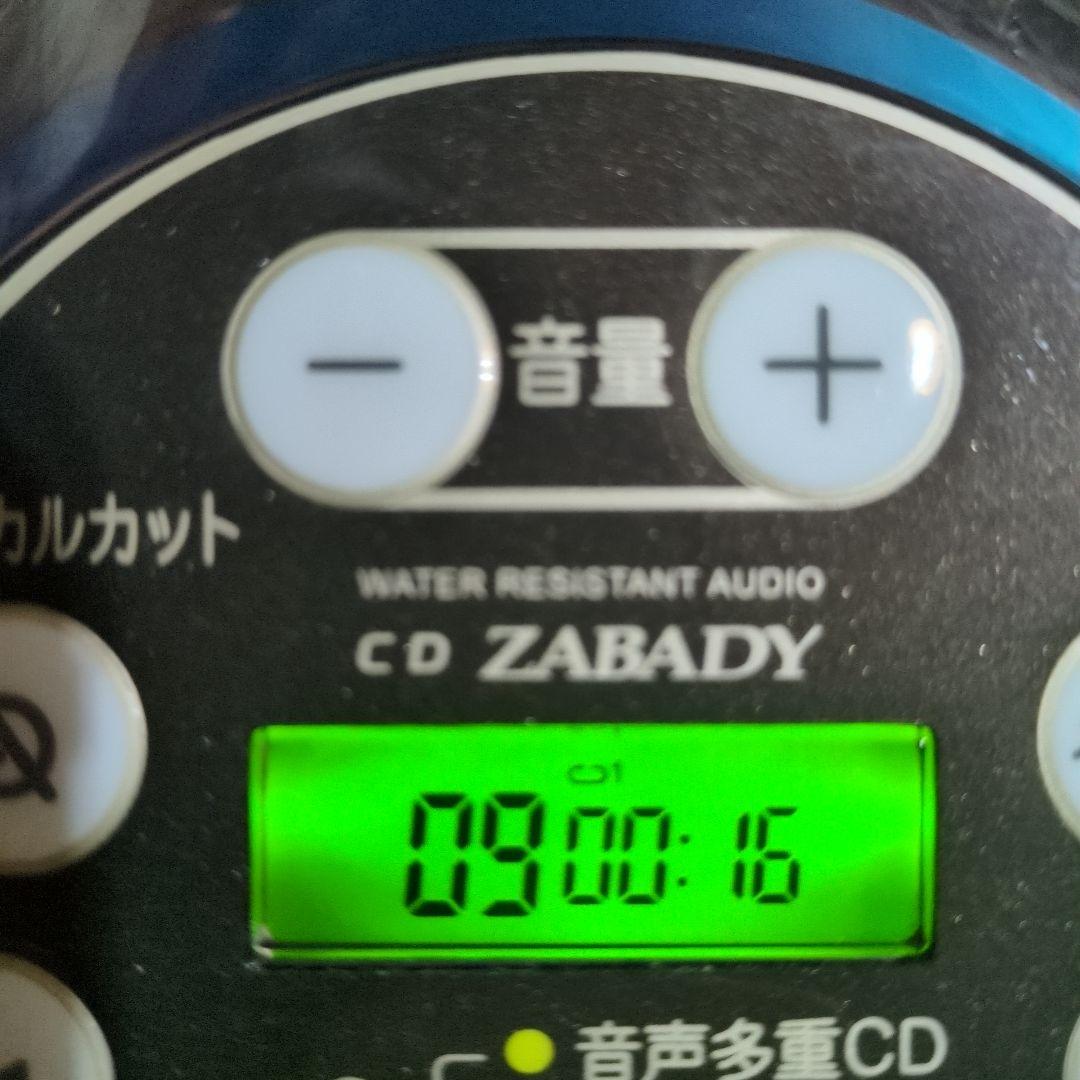 − 音量 +
カルカット
WATER RESISTANT AUDIO
CD ZABADY
1
09 00:16
音声多重CD